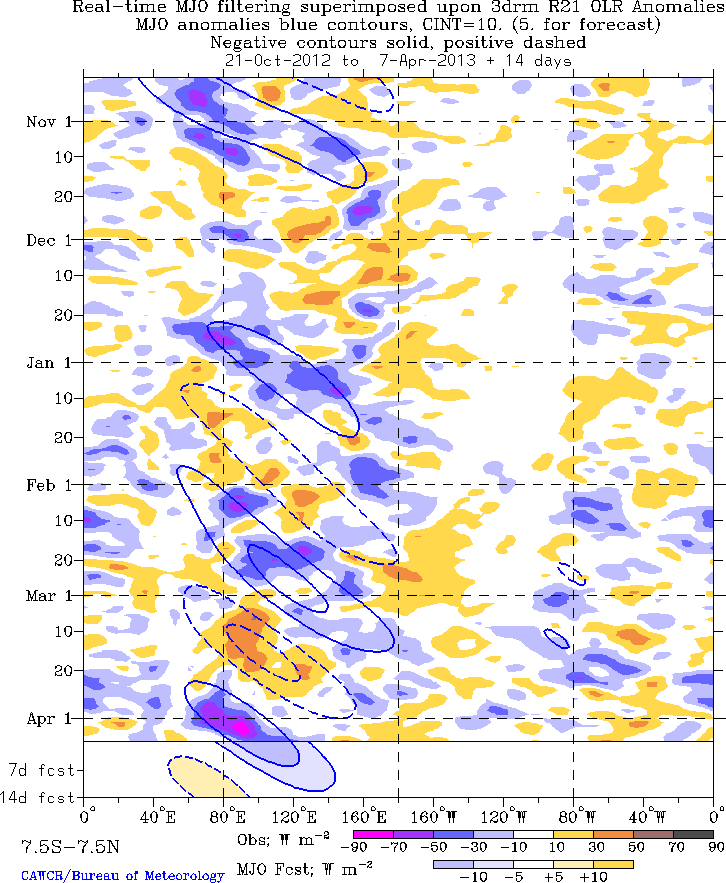 Real-time MJO filtering superimposed upon 3drm R21 OLR Anomalies
MJO anomalies blue contours, CINT=10. (5. for forecast)
Negative contours solid, positive dashed
21-Oct-2012 to 7-Apr-2013 + 14 days
Nov 1
10
20
Dec 1
10
20
Jan 1
10
20
Feb 1
10
20
Mar 1
10
20
Apr 1
7d fcst
14d fcst
0° 40°E 80°E 120°E 160°E 160°W 120°W 80°W 40°W 0°
7.5S-7.5N
Obs; W m-2
-90 -70 -50 -30 -10 10 30 50 70 90
CAWCR/Bureau of Meteorology
MJO Fcst; W m-2
-10 -5 +5 +10